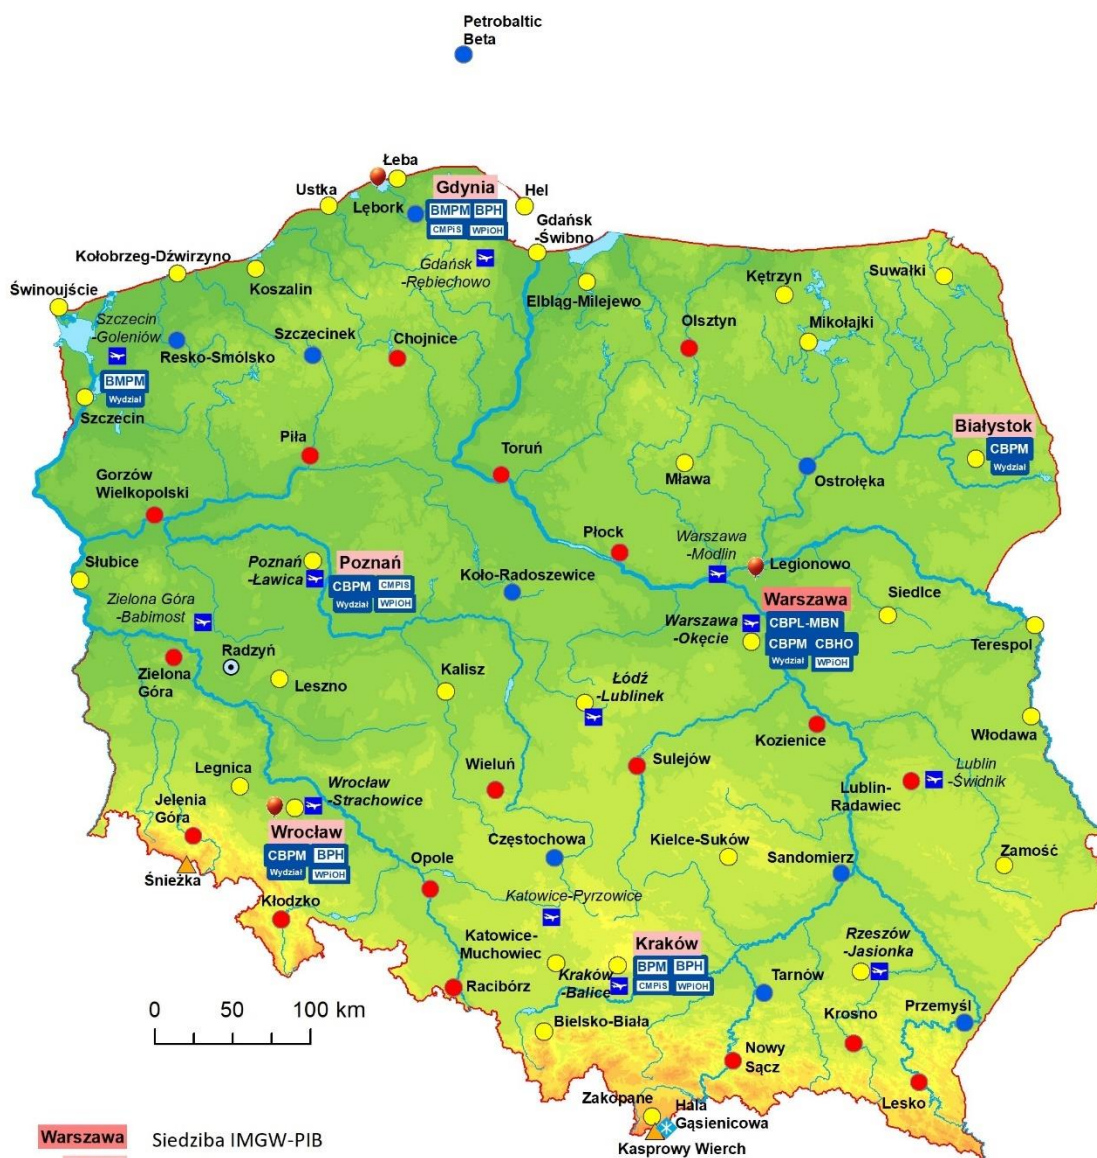 Petrobaltic
Beta
Łeba
Ustka
Gdynia
Hel
Lębork
BMPM BPH
CMPiS WPiOH
Gdańsk
-Świbno
Kołobrzeg-Dźwirzyno
Gdańsk
-Rębiechowo
Koszalin
Kętrzyn
Suwałki
Świnoujście
Elbląg-Milejewo
Szczecin
-Goleniów
Szczecinek
Chojnice
Olsztyn
Mikołajki
Resko-Smólsko
BMPM
Wydział
Szczecin
Białystok
CBPM
Wydział
Piła
Toruń
Mława
Ostrołęka
Gorzów
Wielkopolski
Płock
Warszawa
-Modlin
Legionowo
Słubice
Poznań
-Ławica
Poznań
CBPM CMPiS
Wydział WPiOH
Koło-Radoszewice
Zielona Góra
-Babimost
Warszawa
CBPL-MBN
CBPM CBHO
Wydział WPiOH
Warszawa
-Okęcie
Siedlce
Terespol
Radzyń
Zielona
Góra
Leszno
Kalisz
Łódź
-Lublinek
Kozienice
Włodawa
Legnica
Wrocław
-Strachowice
Wieluń
Sulejów
Lublin
-Świdnik
Lublin-
Radawiec
Jelenia
Góra
Wrocław
CBPM BPH
Wydział WPiOH
Śnieżka
Częstochowa
Kielce-Suków
Sandomierz
Zamość
Opole
Kłodzko
Katowice-Pyrzowice
Katowice-
Muchowiec
Kraków
BPM BPH
CMPiS WPiOH
Kraków
-Balice
Rzeszów
-Jasionka
Racibórz
Tarnów
Przemyśl
0 50 100 km
Bielsko-Biała
Krosno
Nowy
Sącz
Lesko
Zakopane
Hala
Gąsienicowa
Kasprowy Wierch
Warszawa Siedziba IMGW-PIB